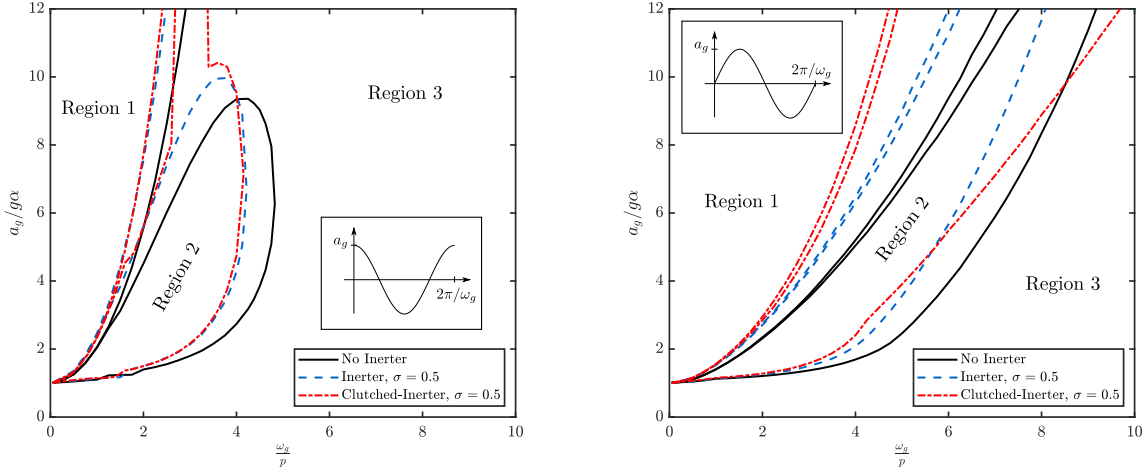 12
10
8
6
4
2
0
a_g/gα
Region 1
Region 2
Region 3
a_g
2π/ω_g
No Inerter
Inerter, σ = 0.5
Clutched-Inerter, σ = 0.5
0 2 4 6 8 10
ω_g/p
12
10
8
6
4
2
0
a_g/gα
a_g
2π/ω_g
Region 1
Region 2
Region 3
No Inerter
Inerter, σ = 0.5
Clutched-Inerter, σ = 0.5
0 2 4 6 8 10
ω_g/p